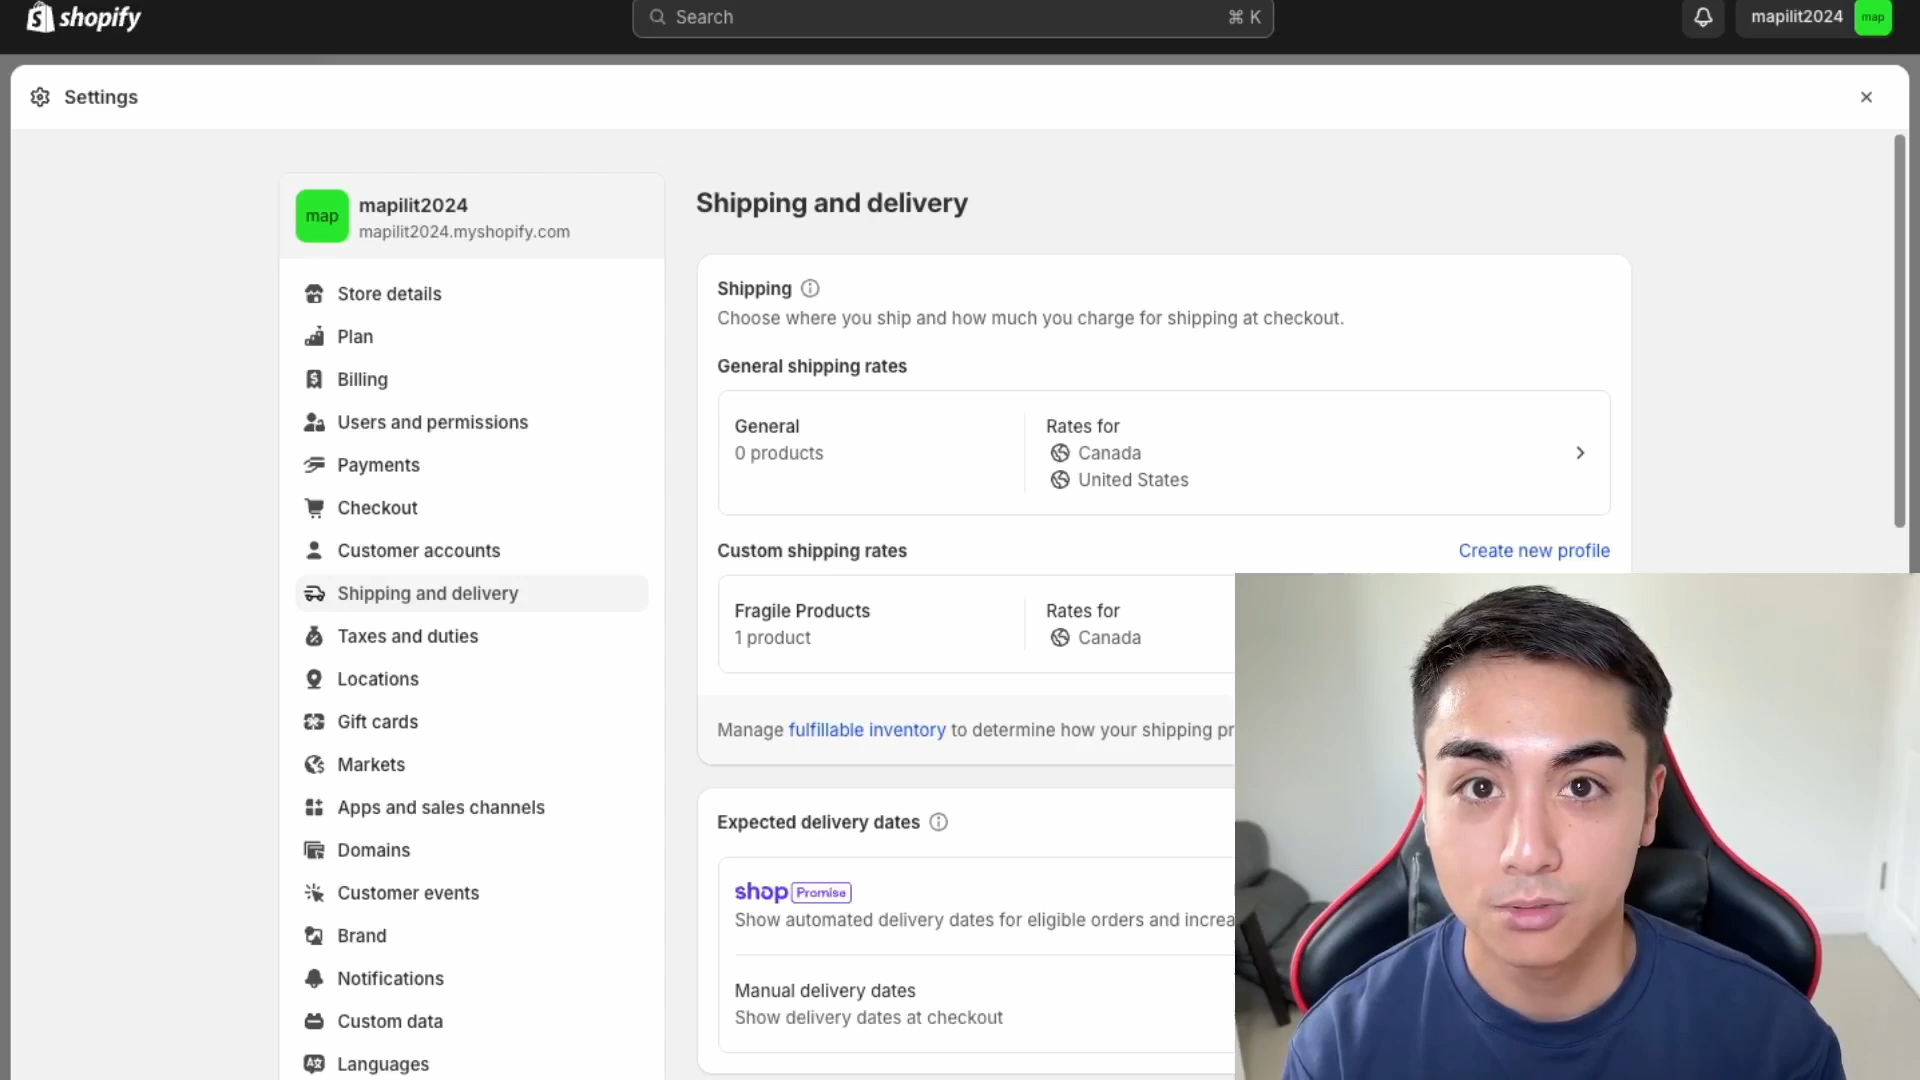 shopify
Search
⌘ K
mapilit2024
map
Settings
map
mapilit2024
mapilit2024.myshopify.com
Store details
Plan
Billing
Users and permissions
Payments
Checkout
Customer accounts
Shipping and delivery
Taxes and duties
Locations
Gift cards
Markets
Apps and sales channels
Domains
Customer events
Brand
Notifications
Custom data
Languages
Shipping and delivery
Shipping
Choose where you ship and how much you charge for shipping at checkout.
General shipping rates
General
0 products
Rates for
Canada
United States
Custom shipping rates
Create new profile
Fragile Products
1 product
Rates for
Canada
Manage fulfillable inventory to determine how your shipping pr
Expected delivery dates
shop Promise
Show automated delivery dates for eligible orders and increa
Manual delivery dates
Show delivery dates at checkout